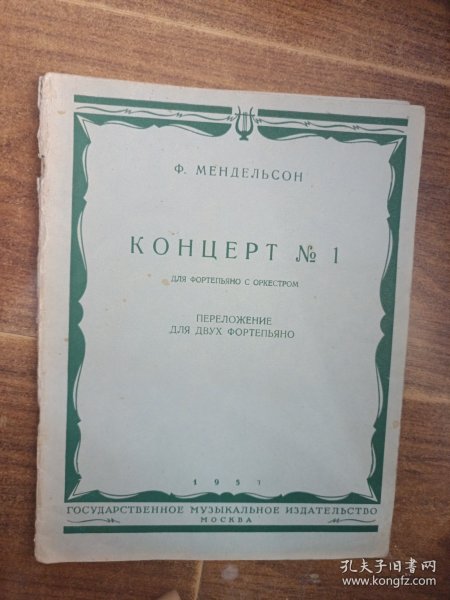 Ф. МЕНДЕЛЬСОН
КОНЦЕРТ № 1
ДЛЯ ФОРТЕПЬЯНО С ОРКЕСТРОМ
ПЕРЕЛОЖЕНИЕ
ДЛЯ ДВУХ ФОРТЕПЬЯНО
ГОСУДАРСТВЕННОЕ МУЗЫКАЛЬНОЕ ИЗДАТЕЛЬСТВО
МОСКВА
孔夫子旧书网
www.kongfz.com